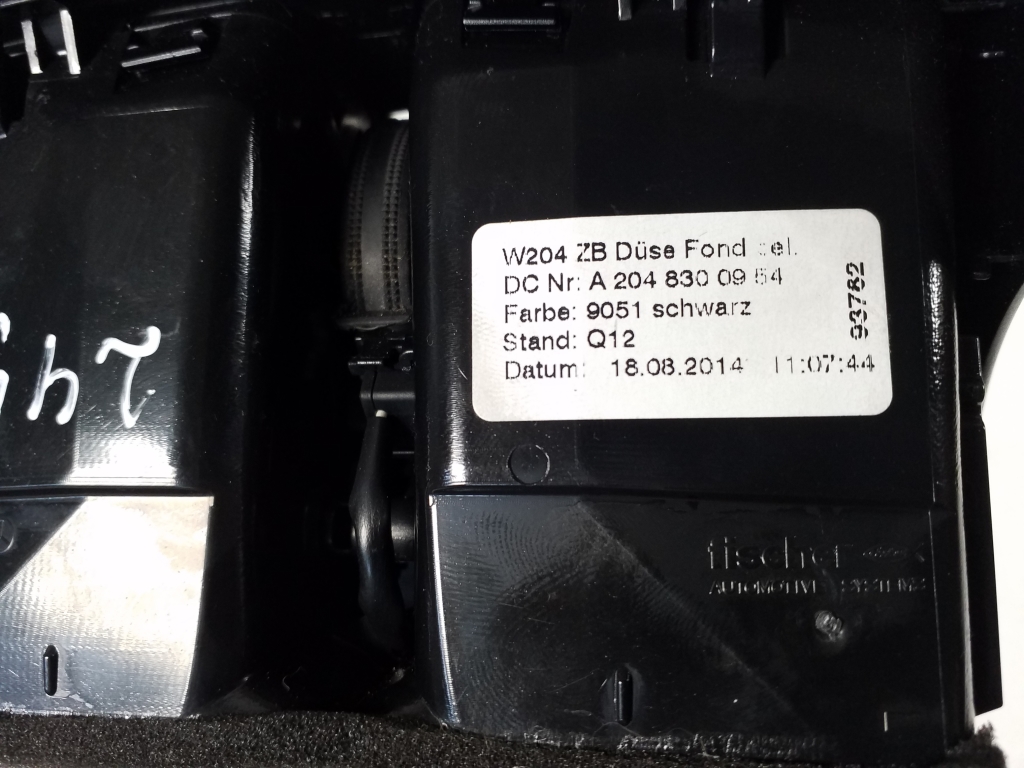 W204 ZB Düse Fond
DC Nr: A 204 830 09 54
Farbe: 9051 schwarz
Stand: Q12
Datum: 18.08.2014 11:07:44
93782
fischer
AUTOMOTIVE SYSTEMS